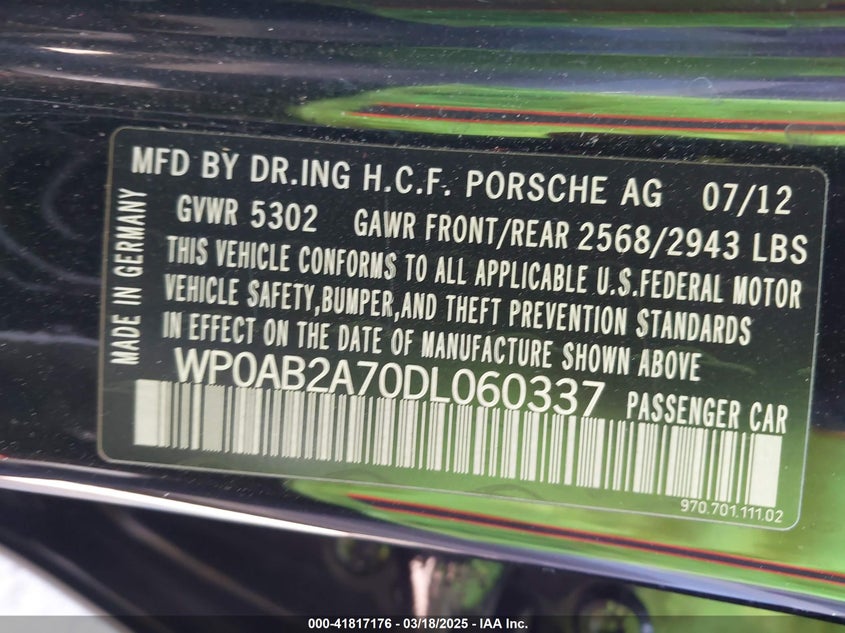 MFD BY DR.ING H.C.F. PORSCHE AG 07/12
GVWR 5302 GAWR FRONT/REAR 2568/2943 LBS
THIS VEHICLE CONFORMS TO ALL APPLICABLE U.S.FEDERAL MOTOR
VEHICLE SAFETY,BUMPER,AND THEFT PREVENTION STANDARDS
IN EFFECT ON THE DATE OF MANUFACTURE SHOWN ABOVE
WP0AB2A70DL060337 PASSENGER CAR
970.701.111.02
MADE IN GERMANY
000-41817176 - 03/18/2025 - IAA Inc.